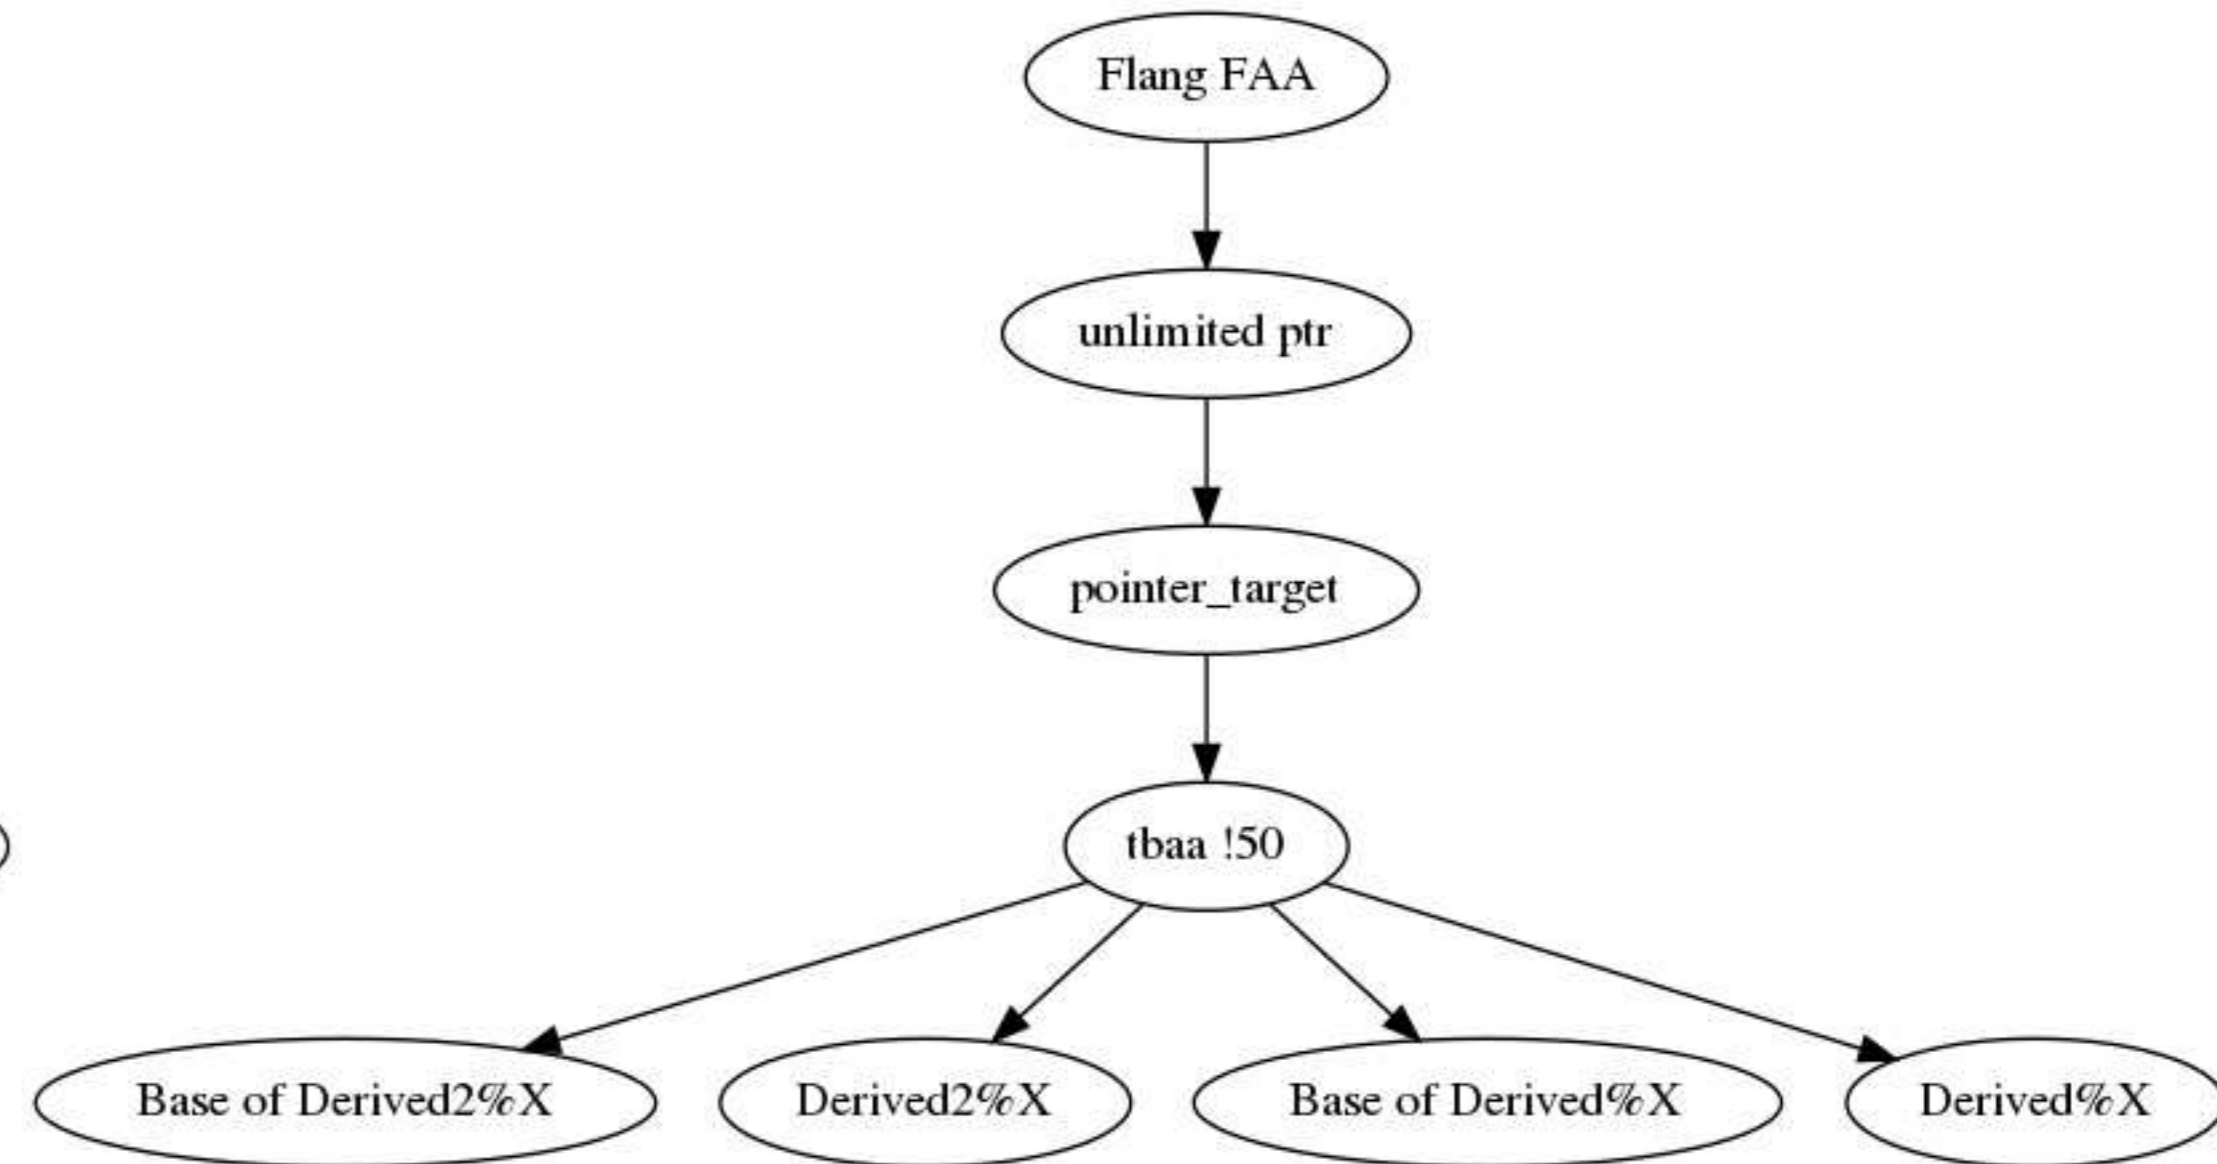 Flang FAA
unlimited ptr
pointer_target
tbaa !50
Base of Derived2%X
Derived2%X
Base of Derived%X
Derived%X